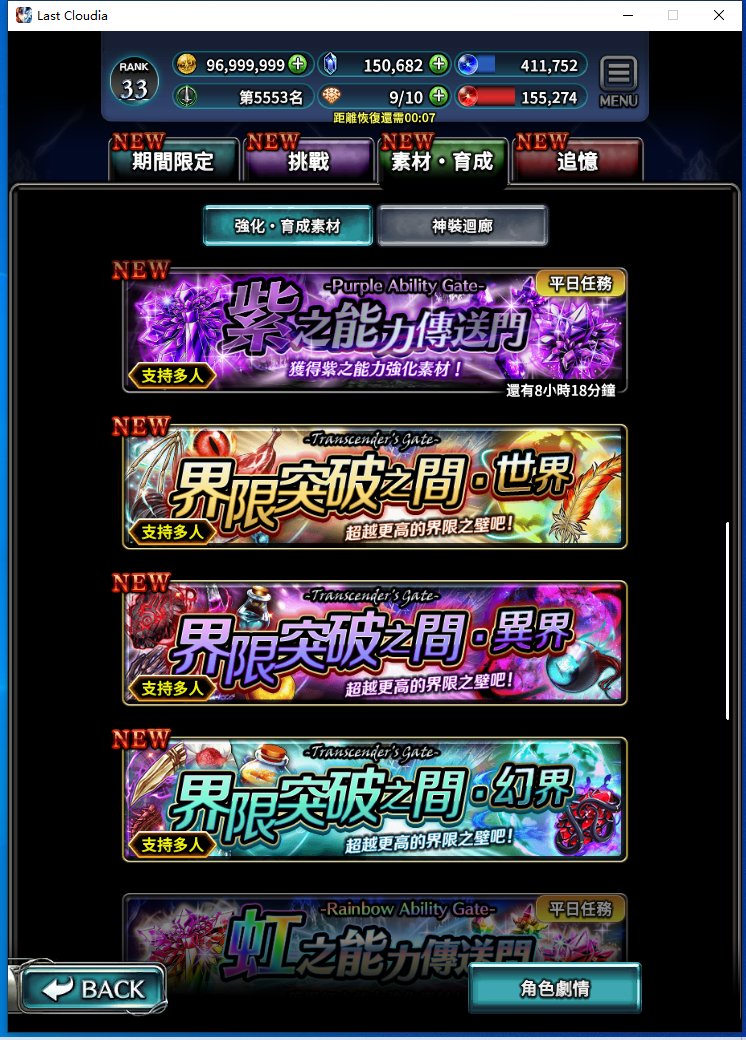 Last Cloudia
RANK
33
96,999,999
150,682
411,752
第5553名
9/10
155,274
MENU
距離恢復還需00:07
NEW
期間限定
NEW
挑戰
NEW
素材・育成
NEW
追憶
強化・育成素材
神裝迴廊
NEW
-Purple Ability Gate-
平日任務
紫之能力傳送門
獲得紫之能力強化素材！
支持多人
還有8小時18分鐘
NEW
-Transcender's Gate-
界限突破之間・世界
超越更高的界限之壁吧！
支持多人
NEW
-Transcender's Gate-
界限突破之間・異界
超越更高的界限之壁吧！
支持多人
NEW
-Transcender's Gate-
界限突破之間・幻界
超越更高的界限之壁吧！
支持多人
-Rainbow Ability Gate-
平日任務
虹之能力傳送門
BACK
角色劇情